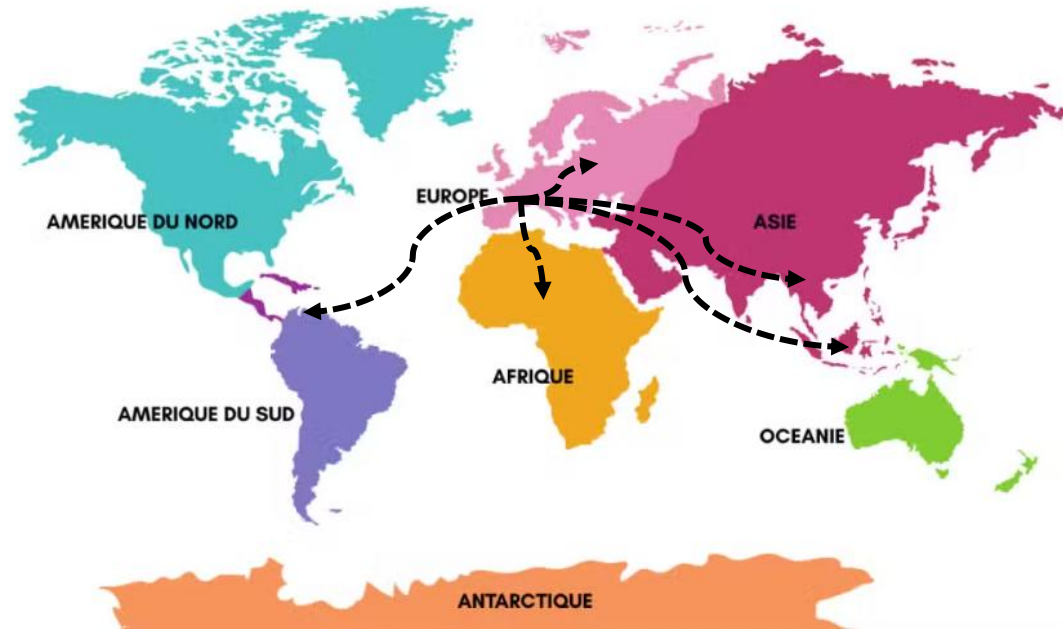 EUROPE
AMERIQUE DU NORD
ASIE
AFRIQUE
AMERIQUE DU SUD
OCEANIE
ANTARCTIQUE